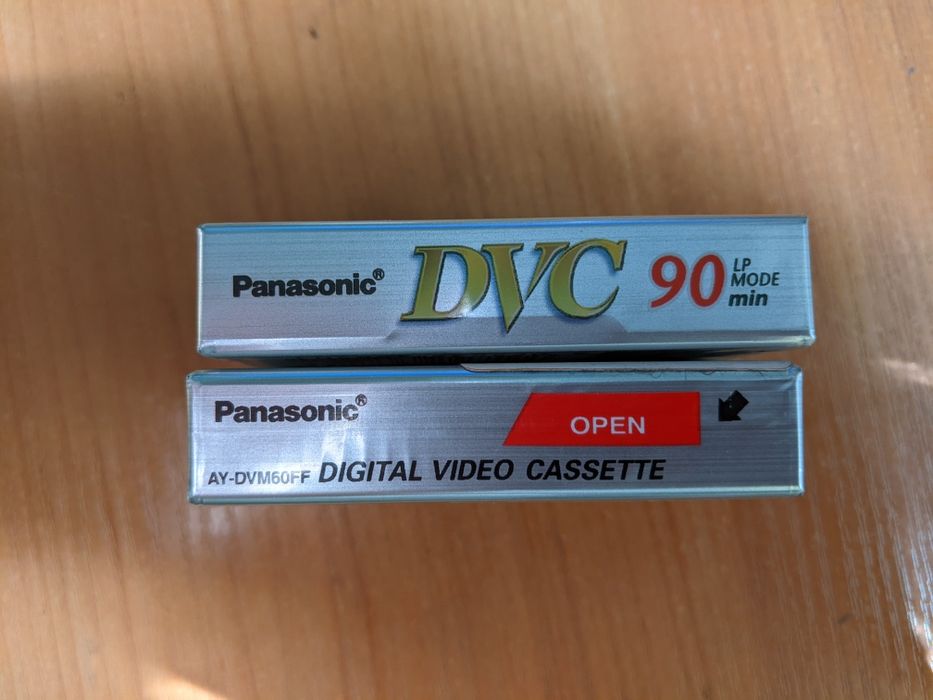 Panasonic® DVC 90 LP
MODE
min
Panasonic®
OPEN
AY-DVM60FF DIGITAL VIDEO CASSETTE